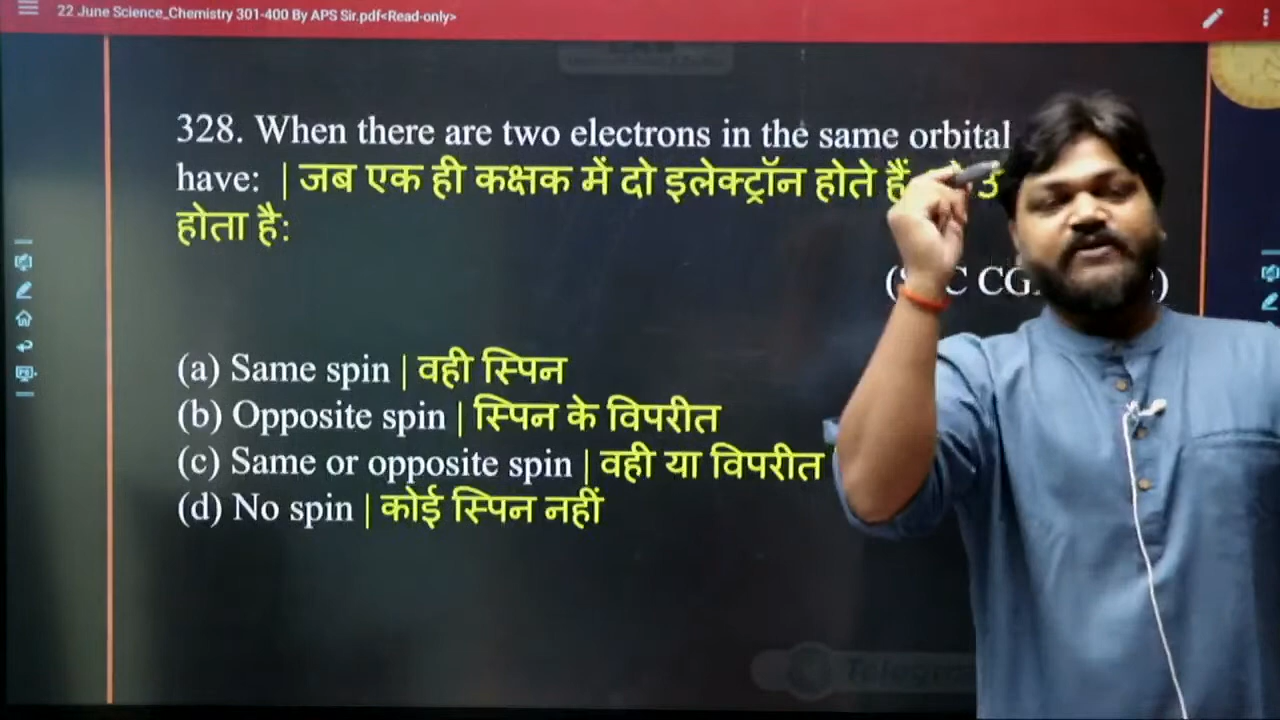 22 June Science_Chemistry 301-400 By APS Sir.pdf<Read-only>
328. When there are two electrons in the same orbital
have: | जब एक ही कक्षक में दो इलेक्ट्रॉन होते हैं
होता है:
(a) Same spin | वही स्पिन
(b) Opposite spin | स्पिन के विपरीत
(c) Same or opposite spin | वही या विपरीत
(d) No spin | कोई स्पिन नहीं